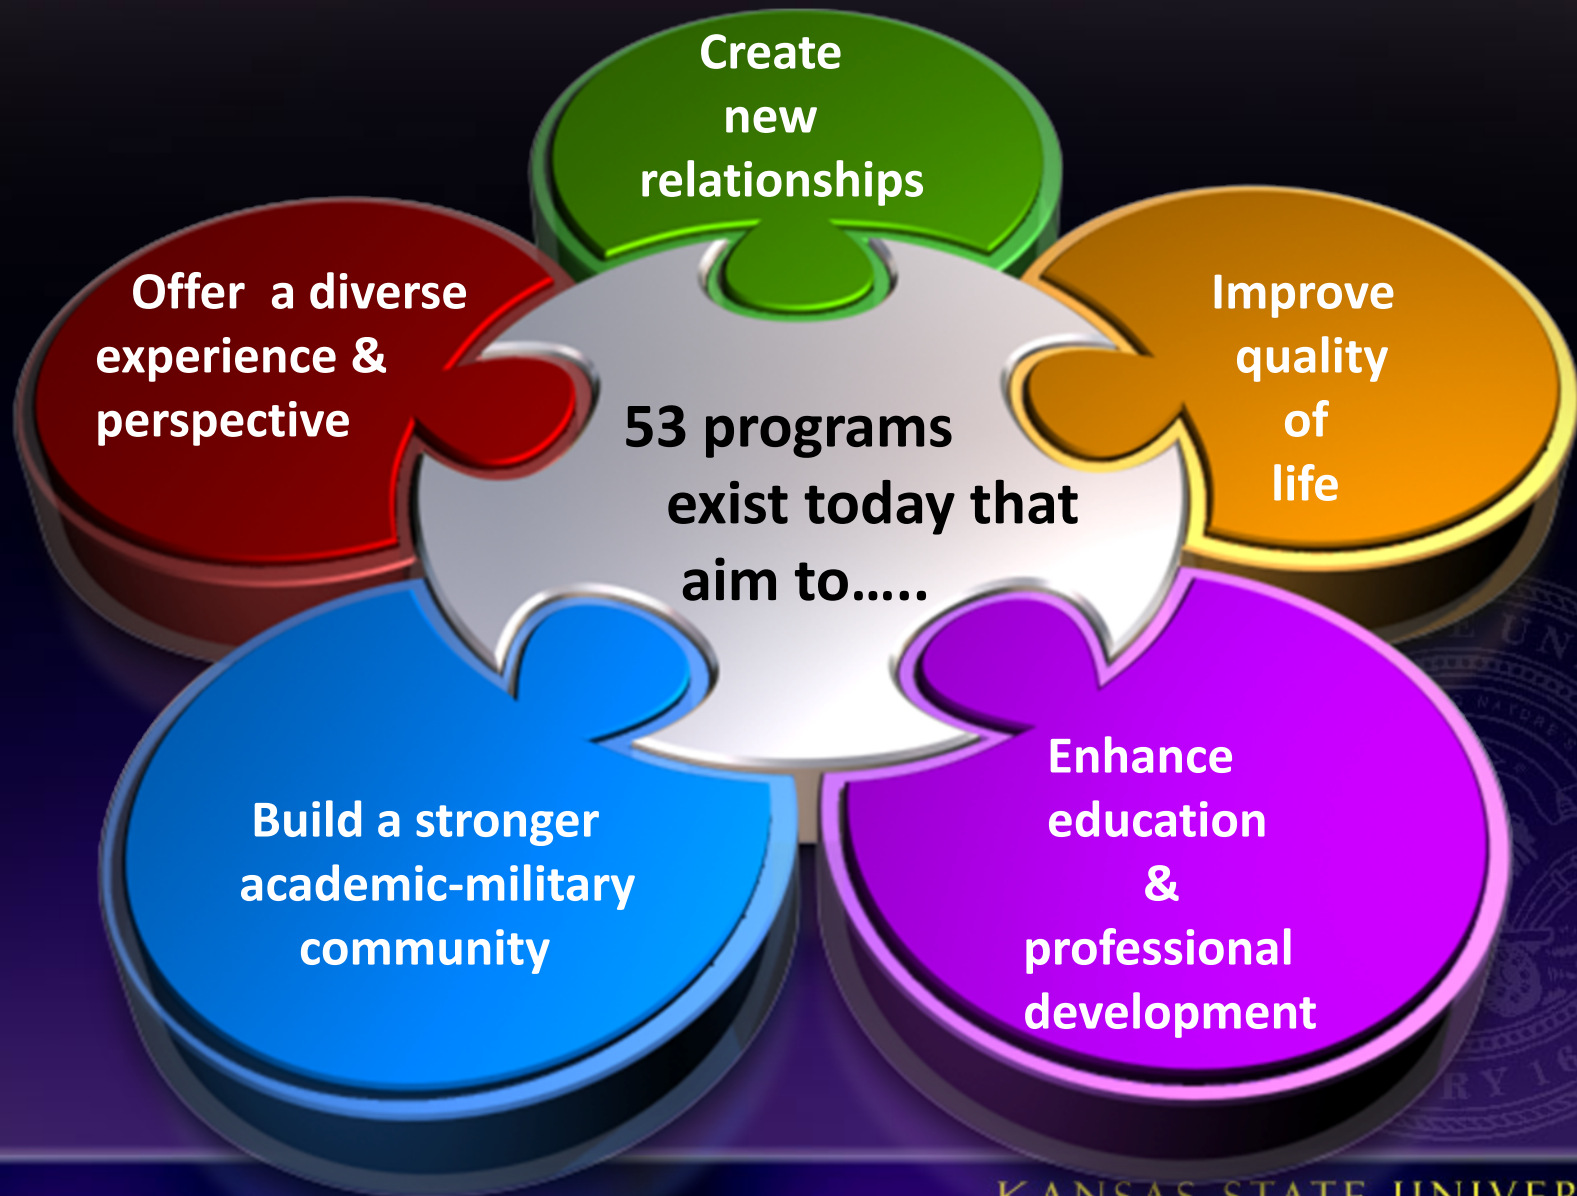 Create
new
relationships
Offer a diverse
experience &
perspective
Improve
quality
of
life
53 programs
exist today that
aim to.....
Build a stronger
academic-military
community
Enhance
education
&
professional
development
KANSAS STATE